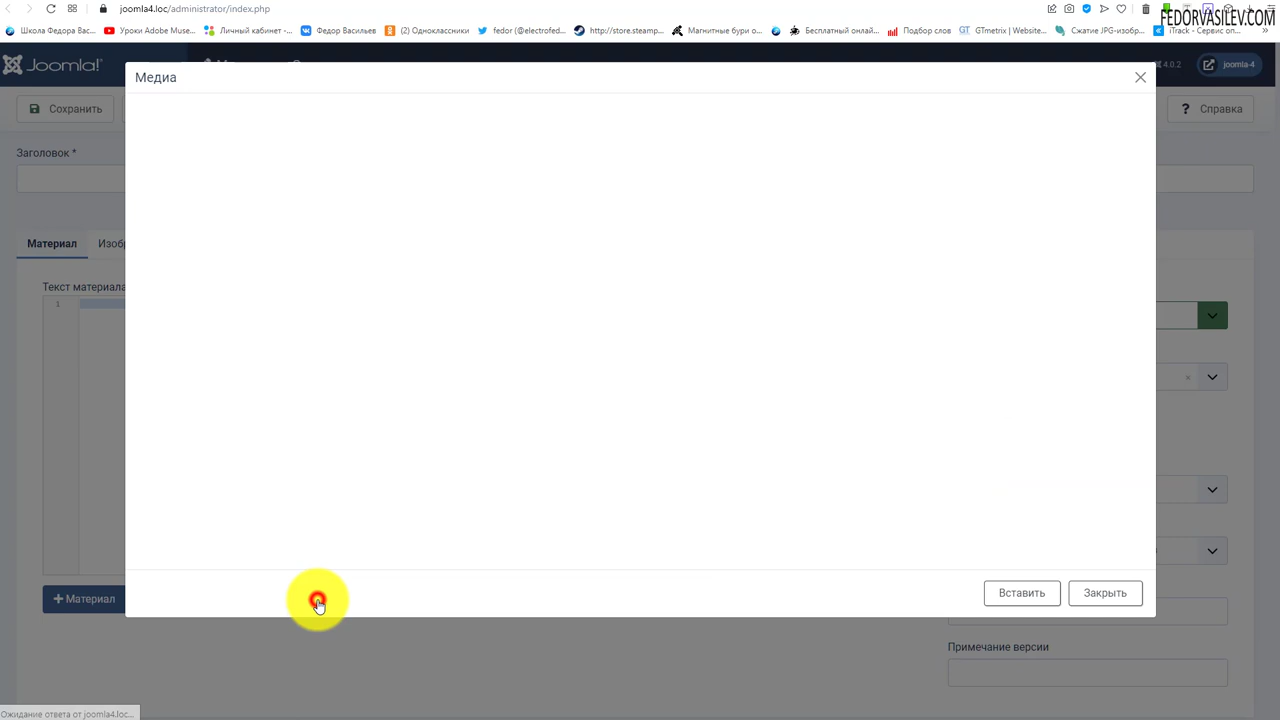 joomla4.loc/administrator/index.php
FEDORVASILEV.COM
Школа Федора Вас...
Уроки Adobe Muse...
Личный кабинет -...
Федор Васильев
(2) Одноклассники
fedor (@electrofed...
http://store.steamp...
Магнитные бури о...
Бесплатный онлай...
Подбор слов
GTmetrix | Website...
Сжатие JPG-изобр...
iTrack - Сервис оп...
Joomla!
4.0.2
joomla-4
Медиа
Сохранить
? Справка
Заголовок *
Материал
Изобр
Текст материала
1
+ Материал
Вставить
Закрыть
Примечание версии
Ожидание ответа от joomla4.loc...